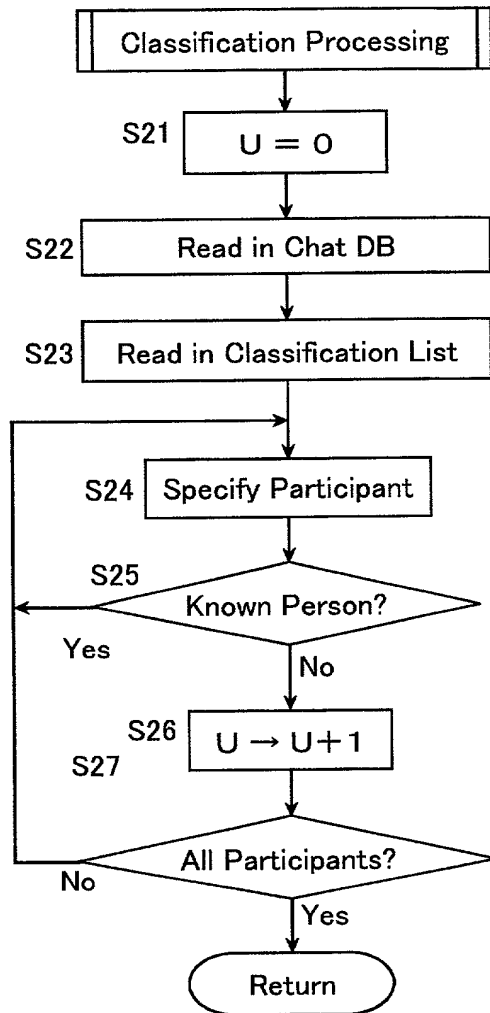 Classification Processing
S21
U = 0
S22
Read in Chat DB
S23
Read in Classification List
S24
Specify Participant
S25
Known Person?
Yes
No
S26
U → U+1
S27
All Participants?
No
Yes
Return